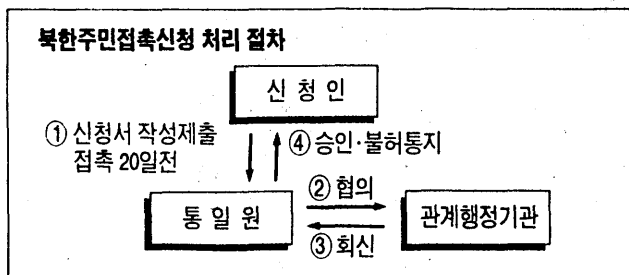 북한주민접촉신청 처리 절차
신 청 인
① 신청서 작성제출
접촉 20일전
④ 승인·불허통지
② 협의
통 일 원
관계행정기관
③ 회신